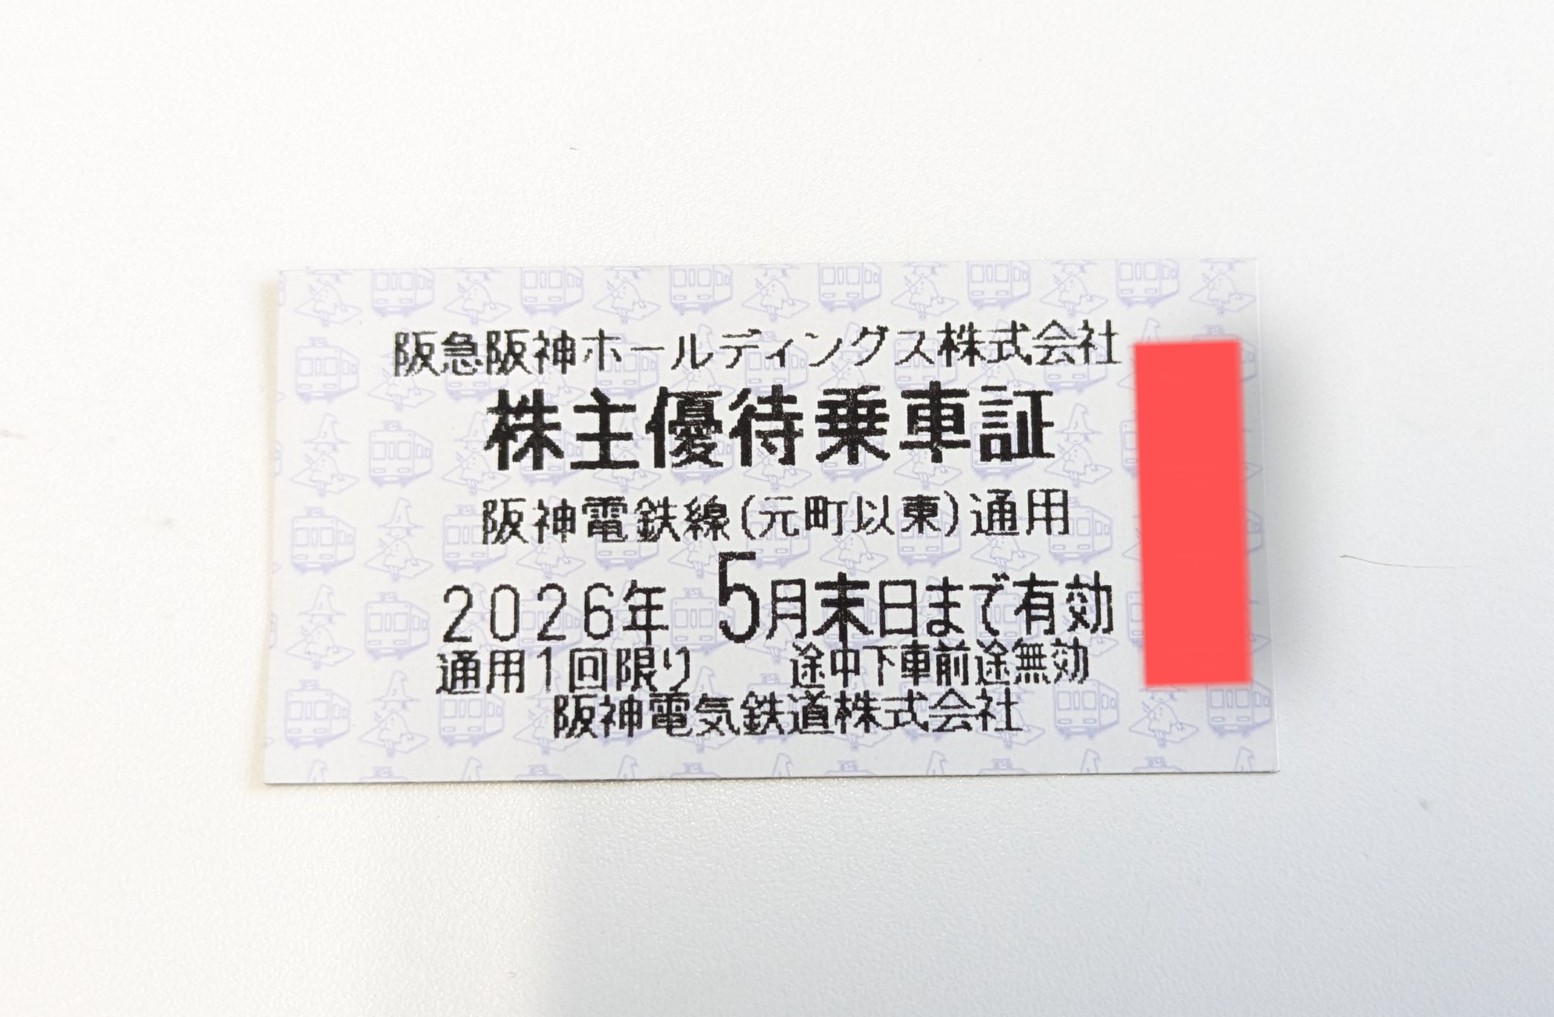 阪急阪神ホールディングス株式会社
株主優待乗車証
阪神電鉄線(元町以東)通用
2026年 5月末日まで有効
通用1回限り 途中下車前途無効
阪神電気鉄道株式会社